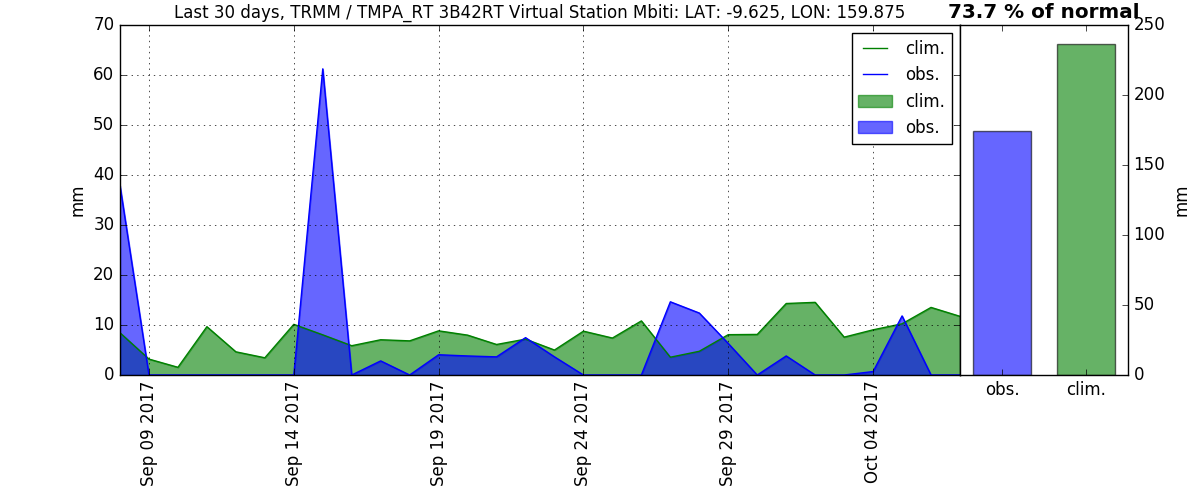 Last 30 days, TRMM / TMPA_RT 3B42RT Virtual Station Mbiti: LAT: -9.625, LON: 159.875
73.7 % of normal
70
60
50
40
30
20
10
0
mm
clim.
obs.
clim.
obs.
250
200
150
100
50
0
mm
obs.
clim.
Sep 09 2017
Sep 14 2017
Sep 19 2017
Sep 24 2017
Sep 29 2017
Oct 04 2017